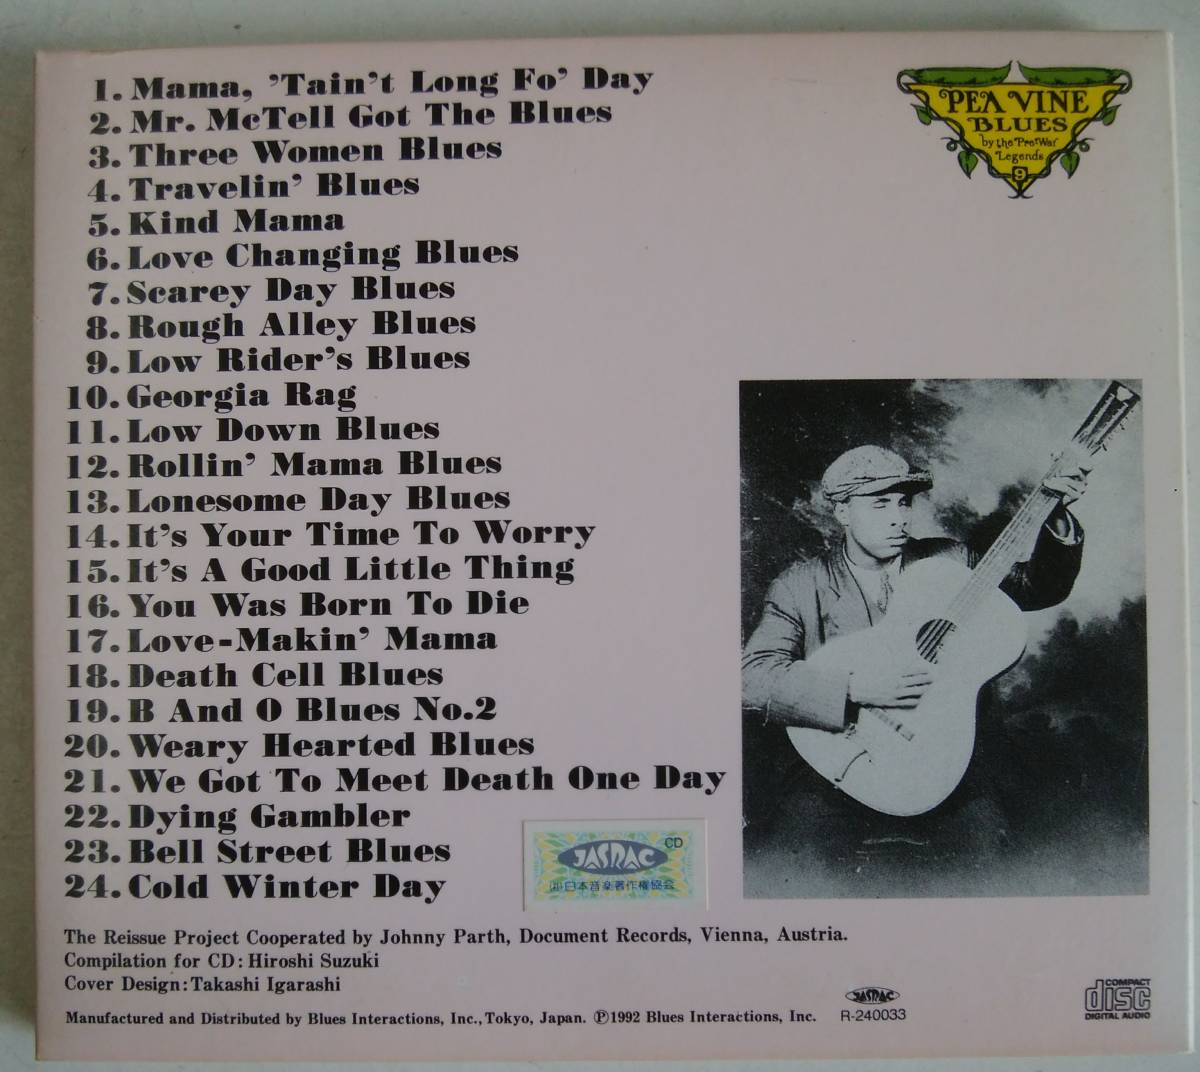 1. Mama, 'Tain't Long Fo' Day
2. Mr. McTell Got The Blues
3. Three Women Blues
4. Travelin' Blues
5. Kind Mama
6. Love Changing Blues
7. Scarey Day Blues
8. Rough Alley Blues
9. Low Rider's Blues
10. Georgia Rag
11. Low Down Blues
12. Rollin' Mama Blues
13. Lonesome Day Blues
14. It's Your Time To Worry
15. It's A Good Little Thing
16. You Was Born To Die
17. Love-Makin' Mama
18. Death Cell Blues
19. B And O Blues No.2
20. Weary Hearted Blues
21. We Got To Meet Death One Day
22. Dying Gambler
23. Bell Street Blues
24. Cold Winter Day
PEA VINE
BLUES
by the Pre-War
Legends
9
CD
JASRAC
(社)日本音楽著作権協会
The Reissue Project Cooperated by Johnny Parth, Document Records, Vienna, Austria.
Compilation for CD: Hiroshi Suzuki
Cover Design: Takashi Igarashi
Manufactured and Distributed by Blues Interactions, Inc., Tokyo, Japan. ℗1992 Blues Interactions, Inc.
JASRAC
R-240033
COMPACT
disc
DIGITAL AUDIO